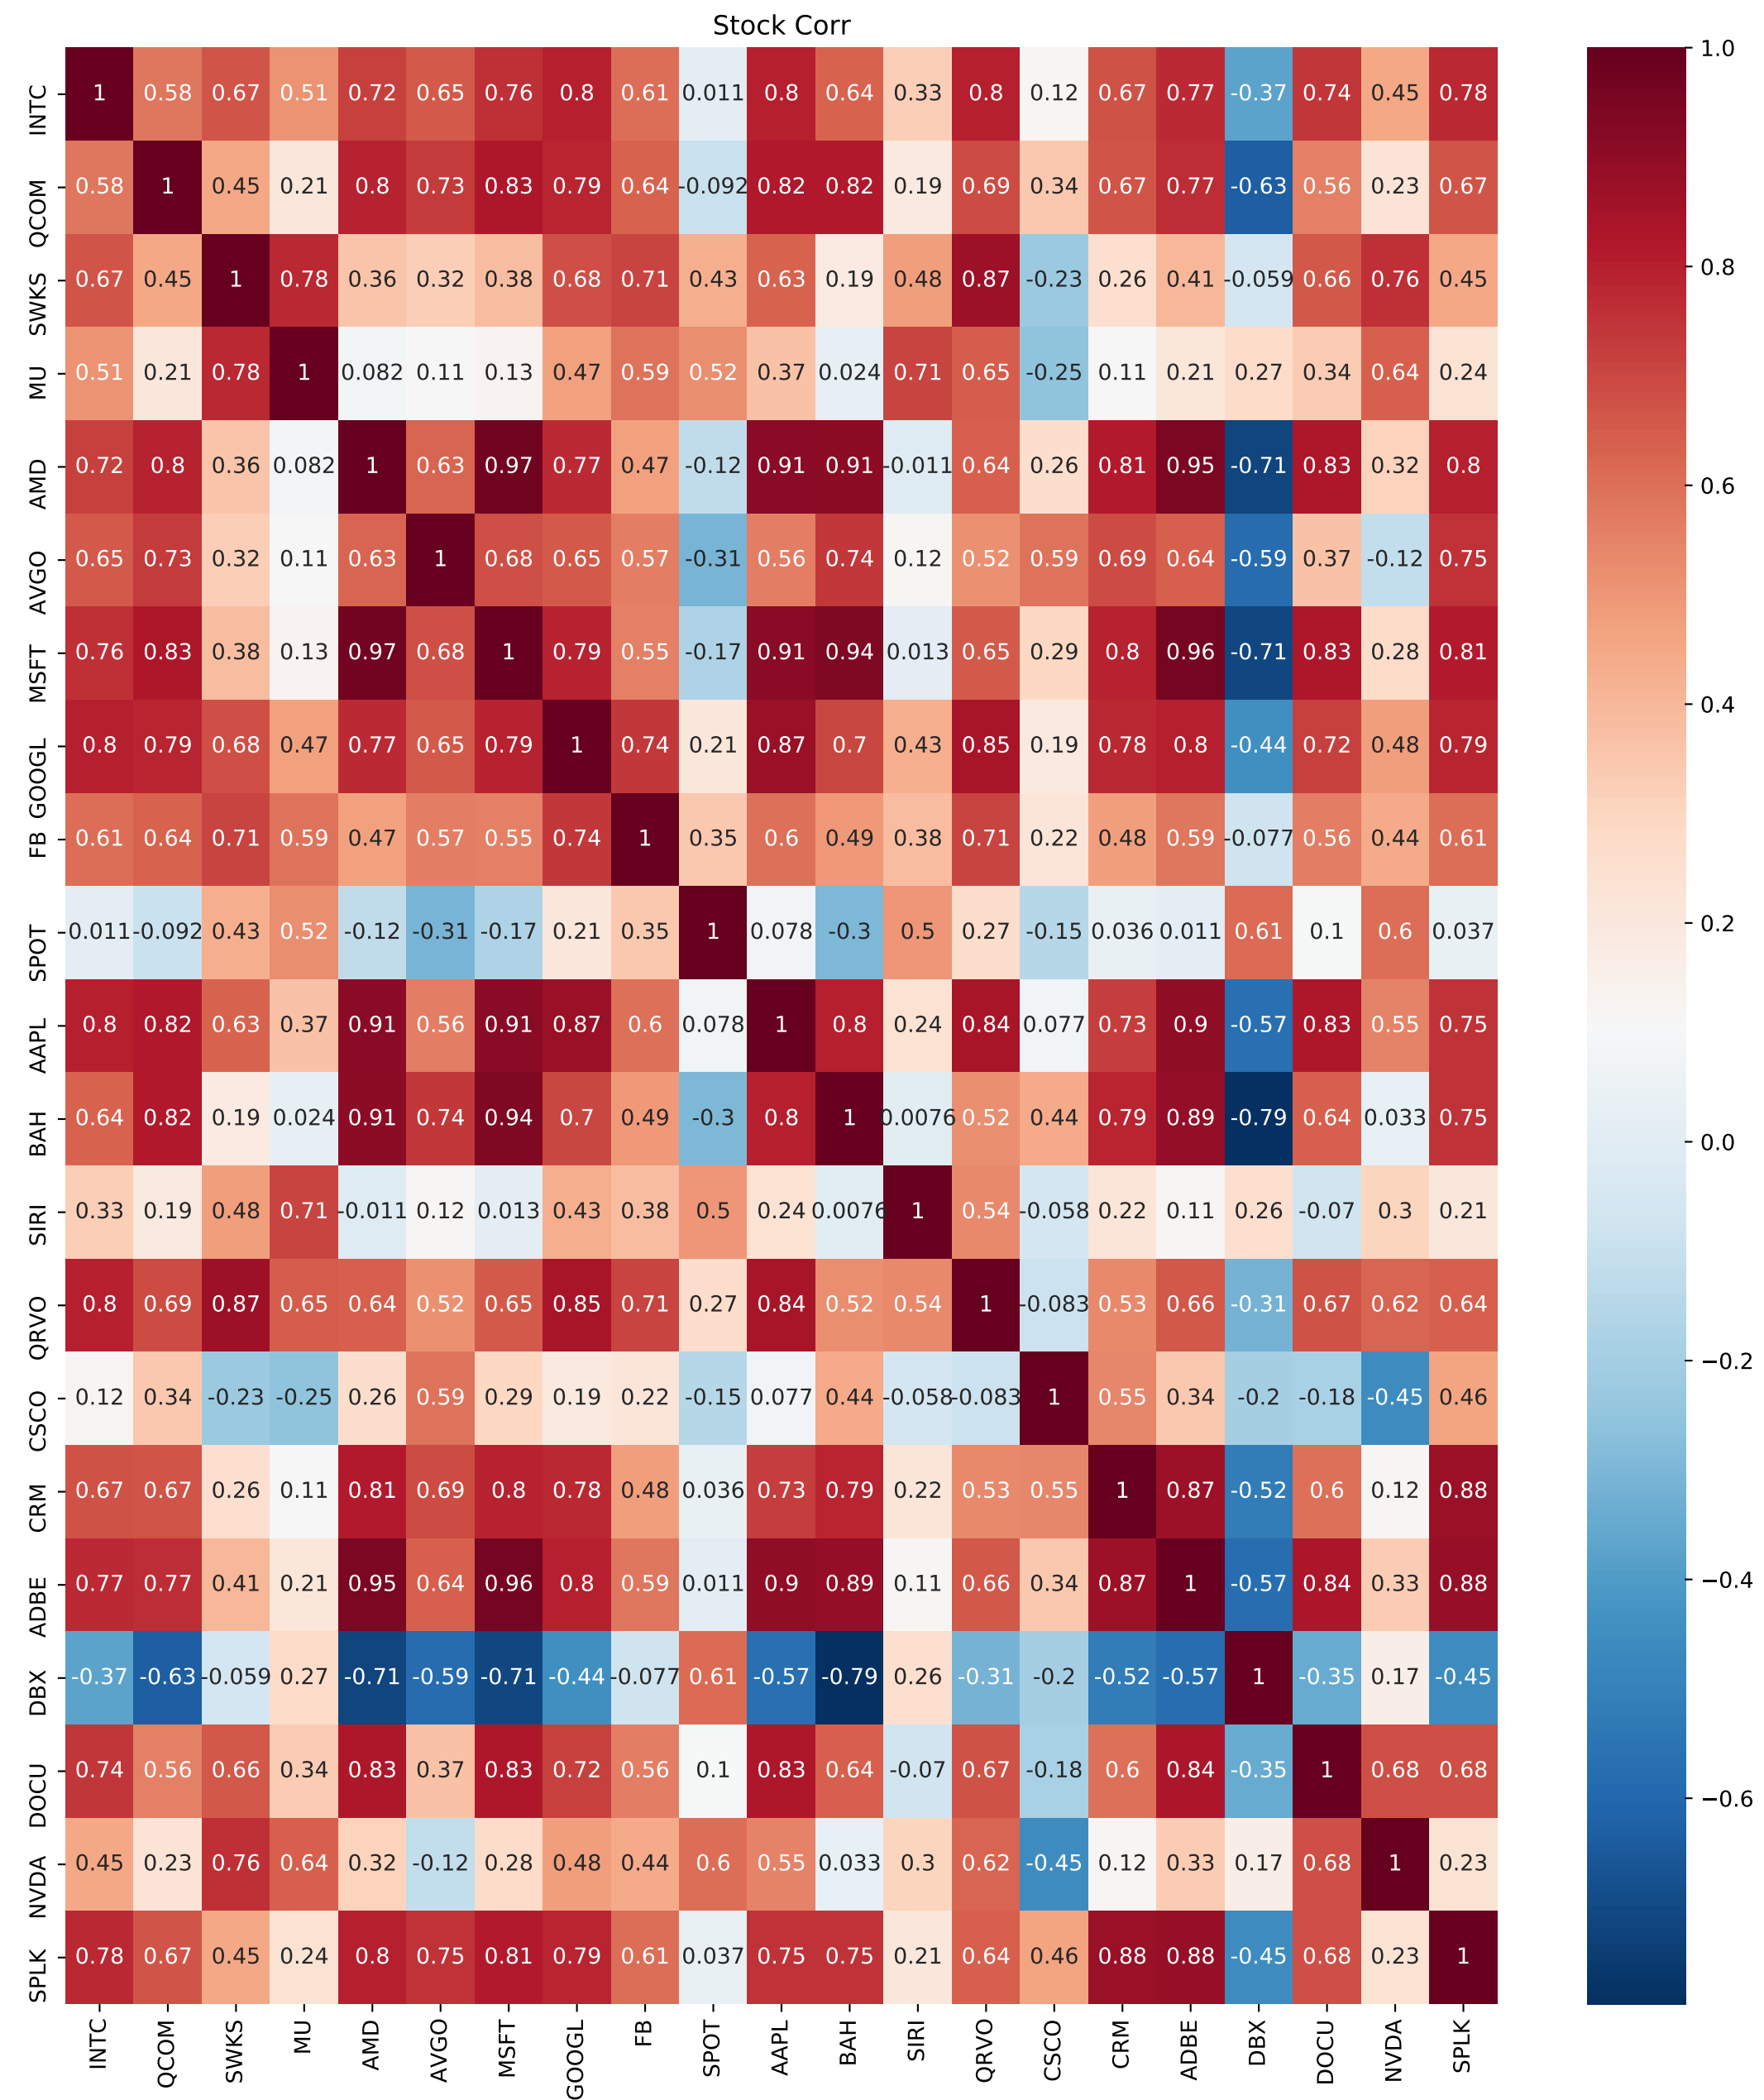 Stock Corr
INTC 1 0.58 0.67 0.51 0.72 0.65 0.76 0.8 0.61 0.011 0.8 0.64 0.33 0.8 0.12 0.67 0.77 -0.37 0.74 0.45 0.78
QCOM 0.58 1 0.45 0.21 0.8 0.73 0.83 0.79 0.64 -0.092 0.82 0.82 0.19 0.69 0.34 0.67 0.77 -0.63 0.56 0.23 0.67
SWKS 0.67 0.45 1 0.78 0.36 0.32 0.38 0.68 0.71 0.43 0.63 0.19 0.48 0.87 -0.23 0.26 0.41 -0.059 0.66 0.76 0.45
MU 0.51 0.21 0.78 1 0.082 0.11 0.13 0.47 0.59 0.52 0.37 0.024 0.71 0.65 -0.25 0.11 0.21 0.27 0.34 0.64 0.24
AMD 0.72 0.8 0.36 0.082 1 0.63 0.97 0.77 0.47 -0.12 0.91 0.91 -0.011 0.64 0.26 0.81 0.95 -0.71 0.83 0.32 0.8
AVGO 0.65 0.73 0.32 0.11 0.63 1 0.68 0.65 0.57 -0.31 0.56 0.74 0.12 0.52 0.59 0.69 0.64 -0.59 0.37 -0.12 0.75
MSFT 0.76 0.83 0.38 0.13 0.97 0.68 1 0.79 0.55 -0.17 0.91 0.94 0.013 0.65 0.29 0.8 0.96 -0.71 0.83 0.28 0.81
GOOGL 0.8 0.79 0.68 0.47 0.77 0.65 0.79 1 0.74 0.21 0.87 0.7 0.43 0.85 0.19 0.78 0.8 -0.44 0.72 0.48 0.79
FB 0.61 0.64 0.71 0.59 0.47 0.57 0.55 0.74 1 0.35 0.6 0.49 0.38 0.71 0.22 0.48 0.59 -0.077 0.56 0.44 0.61
SPOT 0.011 -0.092 0.43 0.52 -0.12 -0.31 -0.17 0.21 0.35 1 0.078 -0.3 0.5 0.27 -0.15 0.036 0.011 0.61 0.1 0.6 0.037
AAPL 0.8 0.82 0.63 0.37 0.91 0.56 0.91 0.87 0.6 0.078 1 0.8 0.24 0.84 0.077 0.73 0.9 -0.57 0.83 0.55 0.75
BAH 0.64 0.82 0.19 0.024 0.91 0.74 0.94 0.7 0.49 -0.3 0.8 1 0.0076 0.52 0.44 0.79 0.89 -0.79 0.64 0.033 0.75
SIRI 0.33 0.19 0.48 0.71 -0.011 0.12 0.013 0.43 0.38 0.5 0.24 0.0076 1 0.54 -0.058 0.22 0.11 0.26 -0.07 0.3 0.21
QRVO 0.8 0.69 0.87 0.65 0.64 0.52 0.65 0.85 0.71 0.27 0.84 0.52 0.54 1 -0.083 0.53 0.66 -0.31 0.67 0.62 0.64
CSCO 0.12 0.34 -0.23 -0.25 0.26 0.59 0.29 0.19 0.22 -0.15 0.077 0.44 -0.058 -0.083 1 0.55 0.34 -0.2 -0.18 -0.45 0.46
CRM 0.67 0.67 0.26 0.11 0.81 0.69 0.8 0.78 0.48 0.036 0.73 0.79 0.22 0.53 0.55 1 0.87 -0.52 0.6 0.12 0.88
ADBE 0.77 0.77 0.41 0.21 0.95 0.64 0.96 0.8 0.59 0.011 0.9 0.89 0.11 0.66 0.34 0.87 1 -0.57 0.84 0.33 0.88
DBX -0.37 -0.63 -0.059 0.27 -0.71 -0.59 -0.71 -0.44 -0.077 0.61 -0.57 -0.79 0.26 -0.31 -0.2 -0.52 -0.57 1 -0.35 0.17 -0.45
DOCU 0.74 0.56 0.66 0.34 0.83 0.37 0.83 0.72 0.56 0.1 0.83 0.64 -0.07 0.67 -0.18 0.6 0.84 -0.35 1 0.68 0.68
NVDA 0.45 0.23 0.76 0.64 0.32 -0.12 0.28 0.48 0.44 0.6 0.55 0.033 0.3 0.62 -0.45 0.12 0.33 0.17 0.68 1 0.23
SPLK 0.78 0.67 0.45 0.24 0.8 0.75 0.81 0.79 0.61 0.037 0.75 0.75 0.21 0.64 0.46 0.88 0.88 -0.45 0.68 0.23 1
INTC QCOM SWKS MU AMD AVGO MSFT GOOGL FB SPOT AAPL BAH SIRI QRVO CSCO CRM ADBE DBX DOCU NVDA SPLK
1.0
0.8
0.6
0.4
0.2
0.0
−0.2
−0.4
−0.6